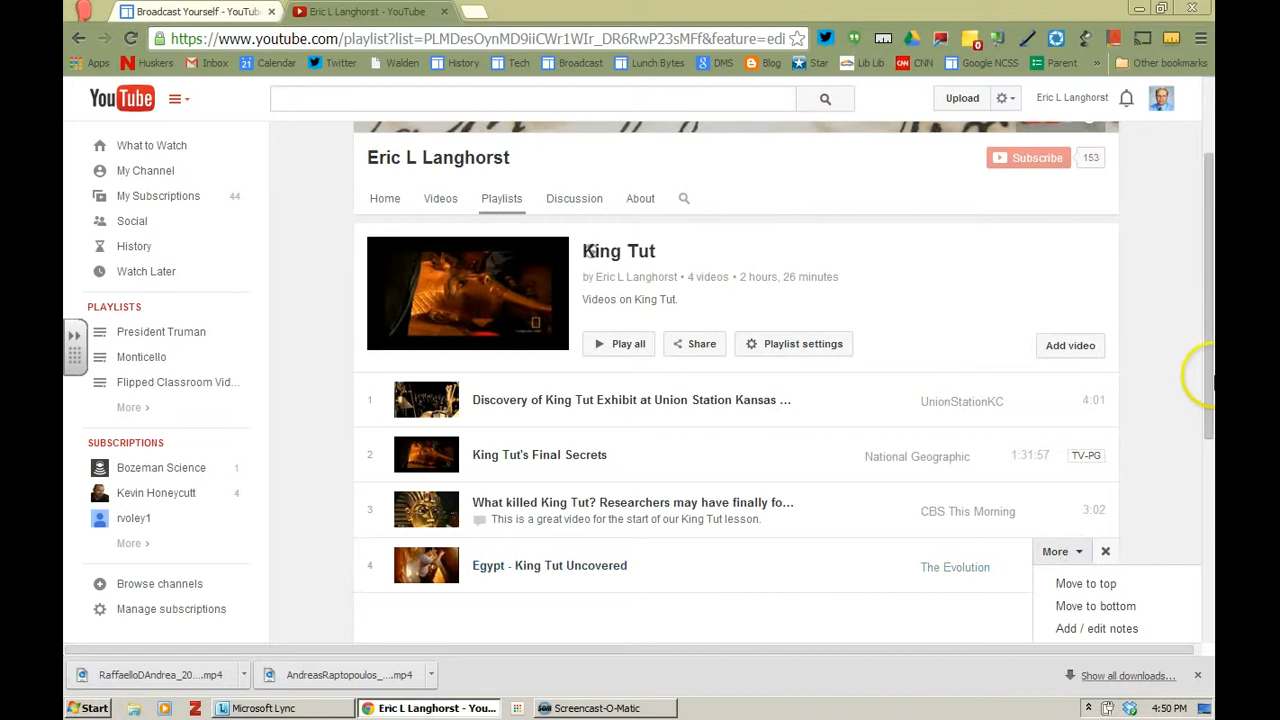 Broadcast Yourself - YouTu
Eric L Langhorst - YouTube
https://www.youtube.com/playlist?list=PLMDesOynMD9iiCWr1WIr_DR6RwP23sMFf&feature=edi
Apps Huskers Inbox Calendar Twitter Walden History Tech Broadcast Lunch Bytes DMS Blog Star Lib Lib CNN Google NCSS Parent » Other bookmarks
YouTube
Upload
Eric L Langhorst
What to Watch
My Channel
My Subscriptions 44
Social
History
Watch Later
PLAYLISTS
President Truman
Monticello
Flipped Classroom Vid...
More >
SUBSCRIPTIONS
Bozeman Science 1
Kevin Honeycutt 4
rvoley1
More >
Browse channels
Manage subscriptions
Eric L Langhorst
Subscribe 153
Home Videos Playlists Discussion About
King Tut
by Eric L Langhorst • 4 videos • 2 hours, 26 minutes
Videos on King Tut.
Play all
Share
Playlist settings
Add video
1 Discovery of King Tut Exhibit at Union Station Kansas ... UnionStationKC 4:01
2 King Tut's Final Secrets National Geographic 1:31:57 TV-PG
3 What killed King Tut? Researchers may have finally fo... CBS This Morning 3:02
This is a great video for the start of our King Tut lesson.
4 Egypt - King Tut Uncovered The Evolution More
Move to top
Move to bottom
Add / edit notes
RaffaelloDAndrea_20....mp4
AndreasRaptopoulos_....mp4
Show all downloads...
Start
Microsoft Lync
Eric L Langhorst - You...
Screencast-O-Matic
4:50 PM